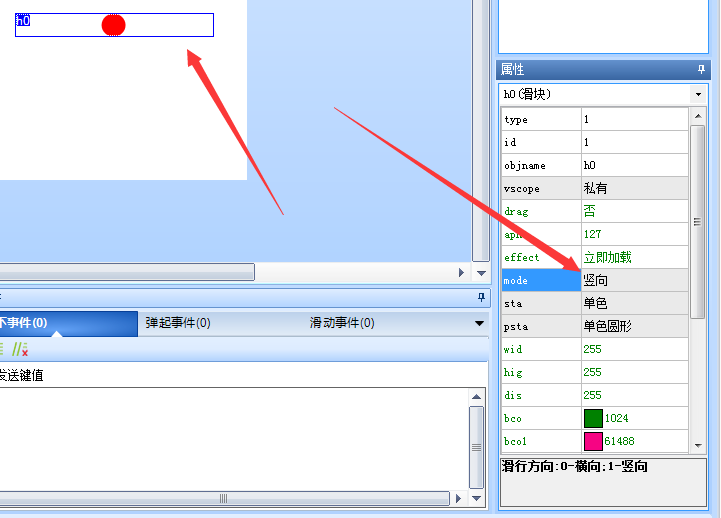 h0
属性
h0(滑块)
type 1
id 1
objname h0
vscope 私有
drag 否
aph 127
effect 立即加载
mode 竖向
sta 单色
psta 单色圆形
wid 255
hig 255
dis 255
bco 1024
bco1 61488
滑行方向:0-横向;1-竖向
下事件(0) 弹起事件(0) 滑动事件(0)
发送键值